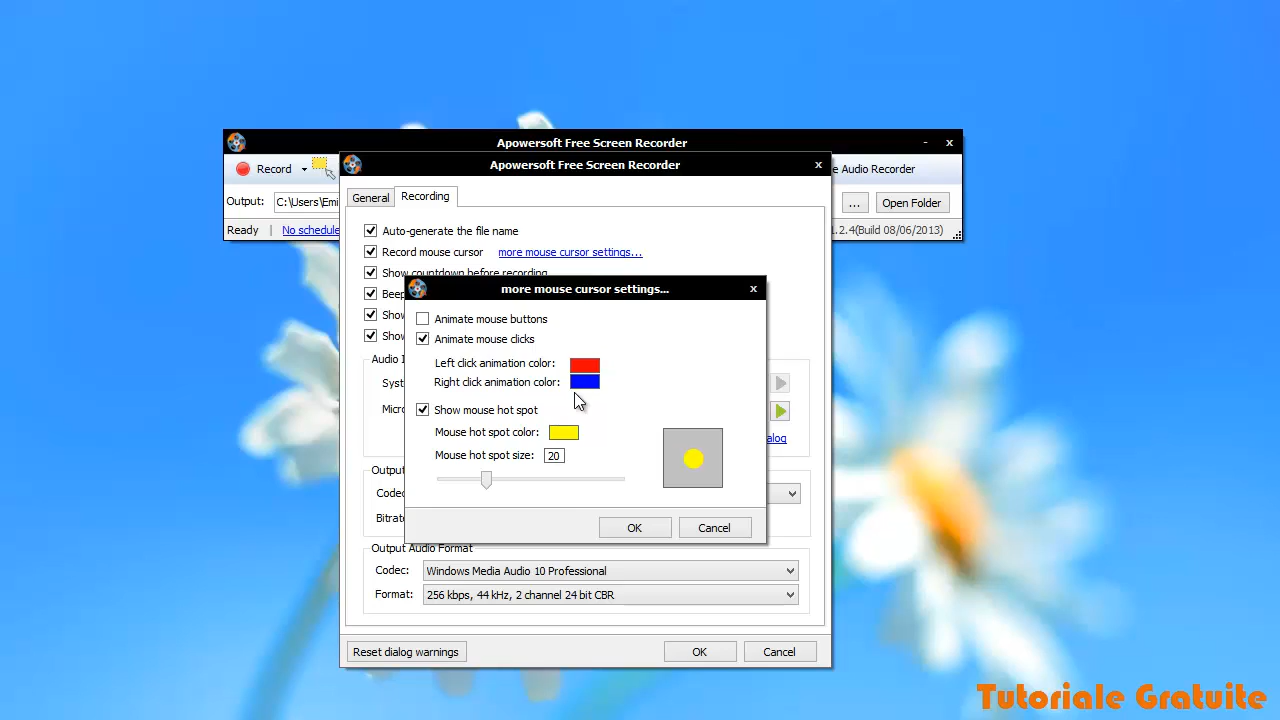 Apowersoft Free Screen Recorder
Record
e Audio Recorder
Output: C:\Users\Emi ... Open Folder
Ready No schedule 1.2.4(Build 08/06/2013)
Apowersoft Free Screen Recorder
General Recording
Auto-generate the file name
Record mouse cursor more mouse cursor settings...
Show countdown before recording
Beep
Show
Show
Audio I
Syst
Micro
alog
Output
Codec
Bitrate
more mouse cursor settings...
Animate mouse buttons
Animate mouse clicks
Left click animation color:
Right click animation color:
Show mouse hot spot
Mouse hot spot color:
Mouse hot spot size: 20
OK Cancel
Output Audio Format
Codec: Windows Media Audio 10 Professional
Format: 256 kbps, 44 kHz, 2 channel 24 bit CBR
Reset dialog warnings OK Cancel
Tutoriale Gratuite